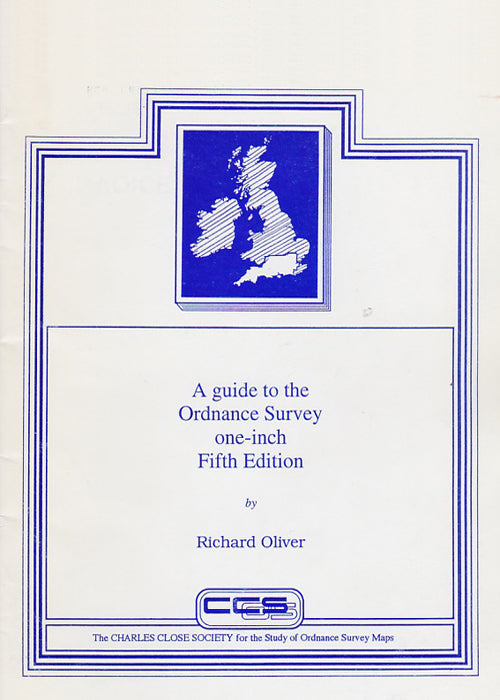 A guide to the
Ordnance Survey
one-inch
Fifth Edition
by
Richard Oliver
CCS
The CHARLES CLOSE SOCIETY for the Study of Ordnance Survey Maps